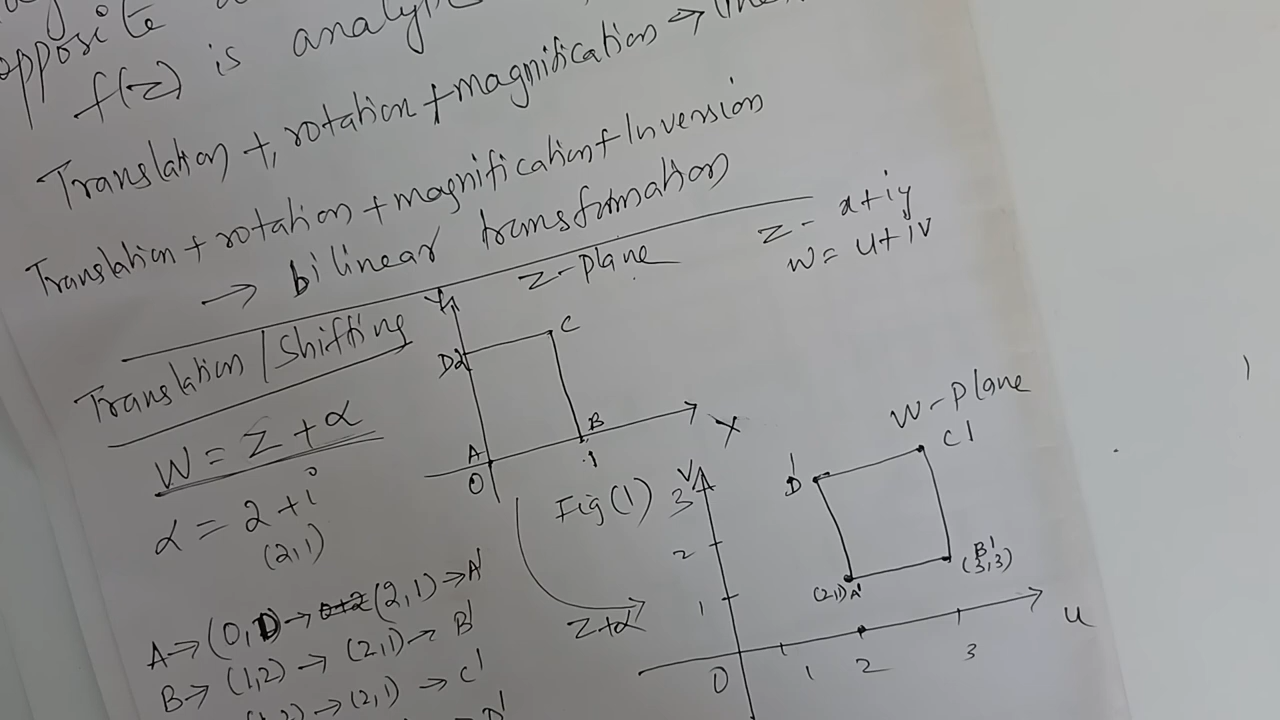 opposite
f(z) is
Translation +, rotation + magnification →
Translation + rotation + magnification + Inversion
→ bilinear transformation
Z-plane
z = x+iy
w = u+iv
Translation / Shifting
W = Z + α
α = 2 + i
(2,1)
Y
D 2
C
A
B
O
1
X
Fig(1)
Z+α
W-plane
V
3
2
1
O
1
2
3
u
D'
C'
(2,1) A'
B'
(3,3)
A → (0, → (2,1) → A'
B → (1,2) → (2,1) → B'
→ (2,1) → C'
D'